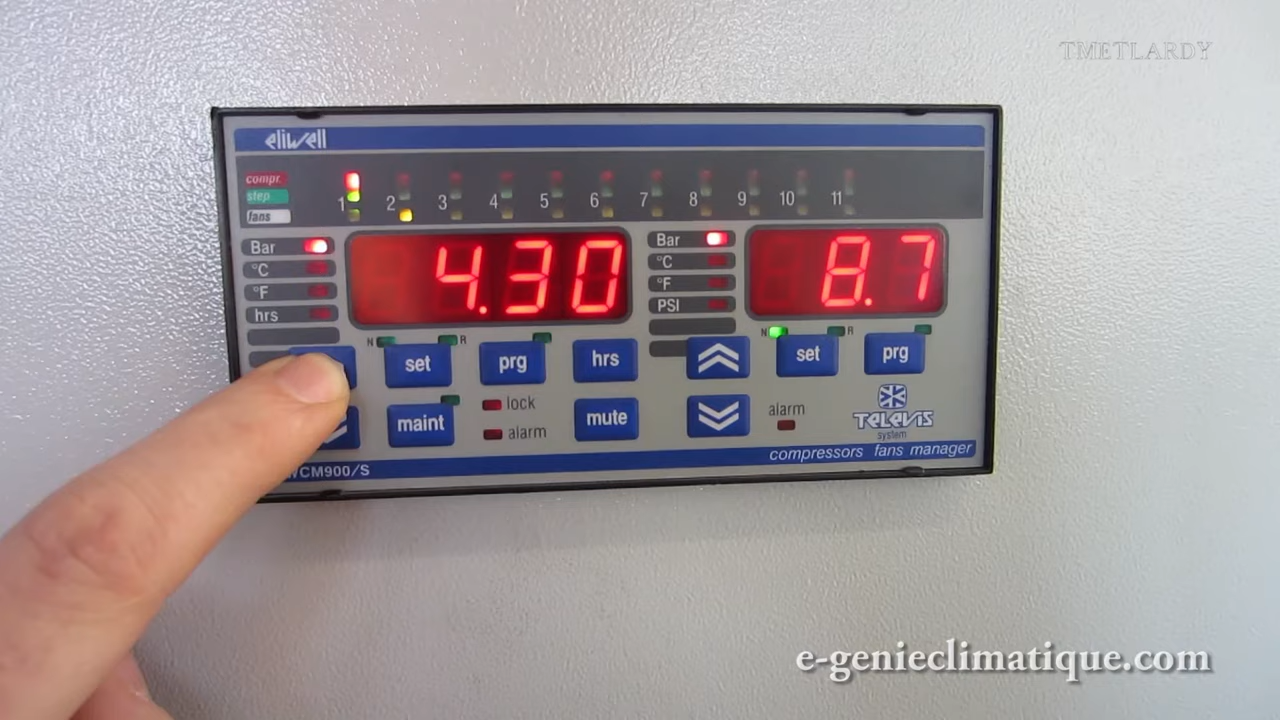 TMETLARDY
eliwell
compr.
step
fans
1 2 3 4 5 6 7 8 9 10 11
Bar
°C
°F
hrs
4.30
Bar
°C
°F
PSI
8.7
N R
N R
set prg hrs
set prg
maint
lock
alarm
mute
alarm
TELEVIS
system
CM900/S
compressors fans manager
e-genieclimatique.com